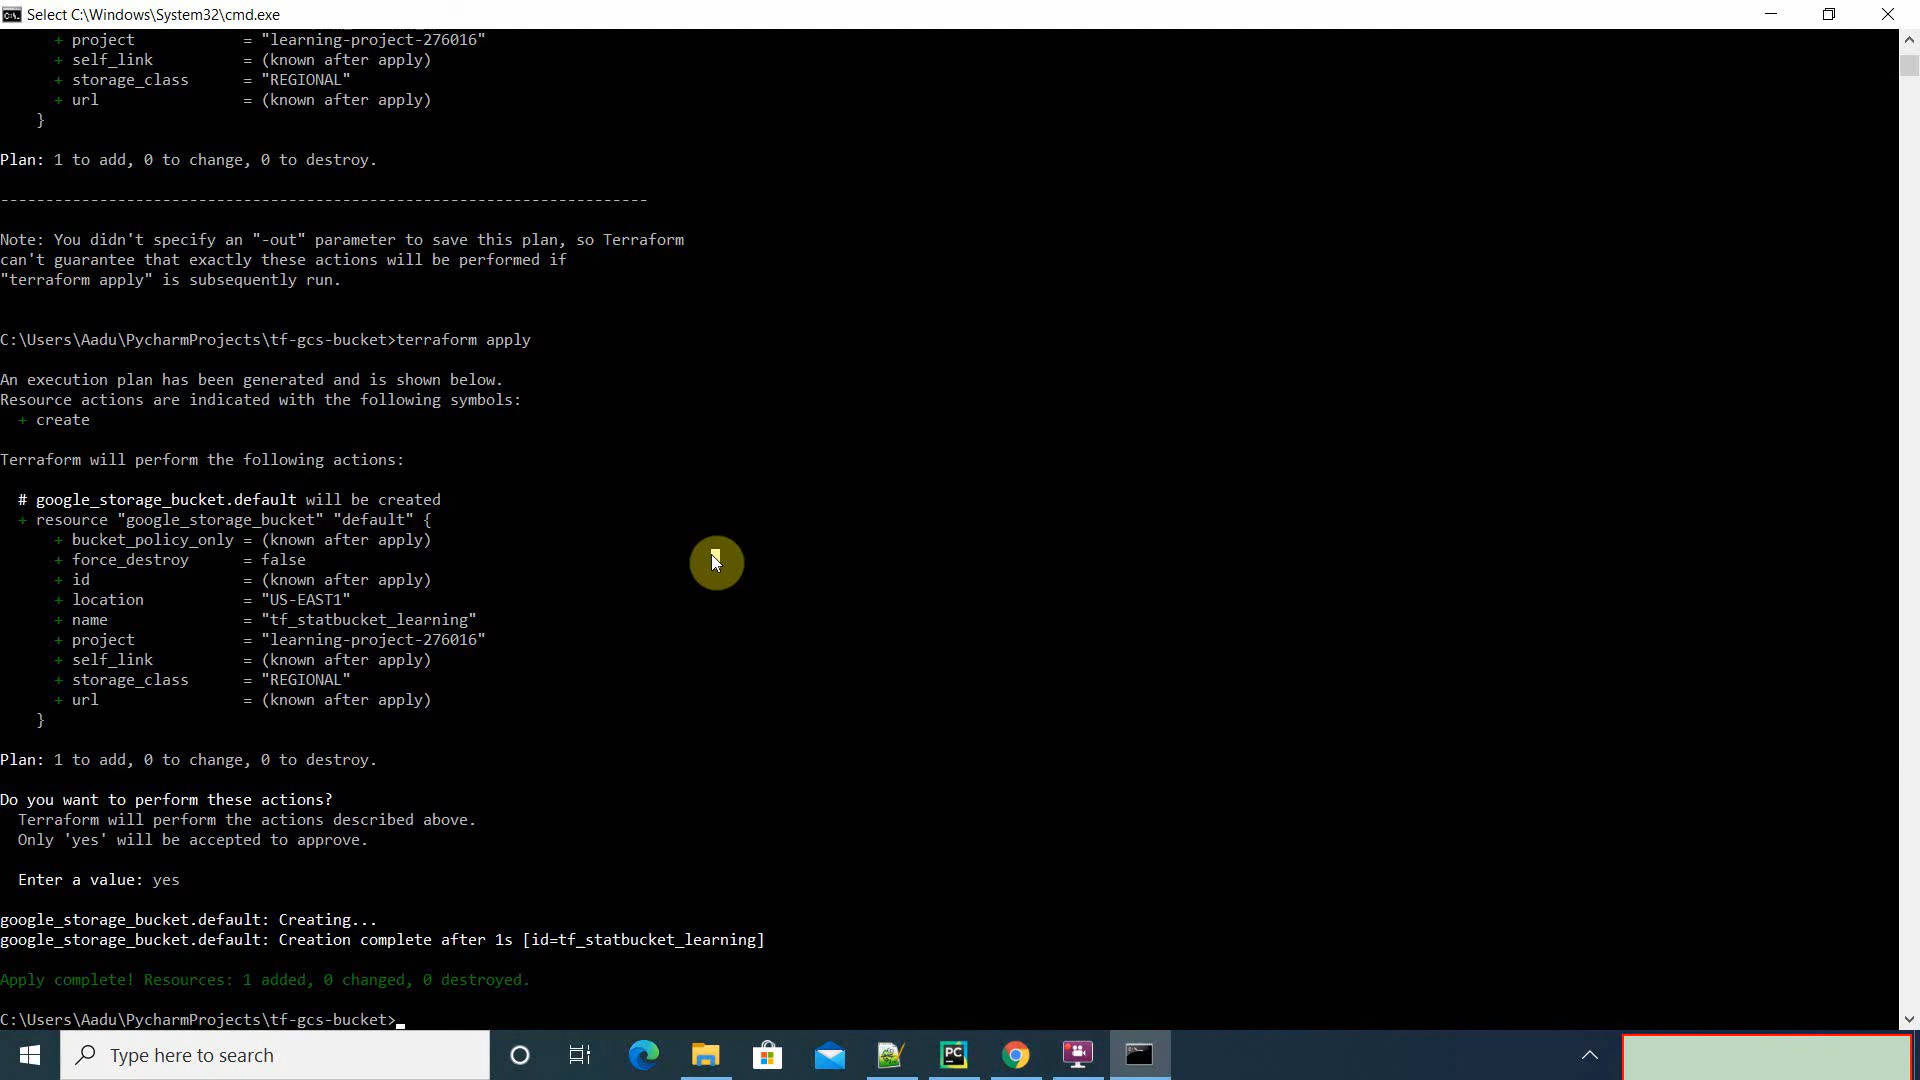 Select C:\Windows\System32\cmd.exe
+ project = "learning-project-276016"
+ self_link = (known after apply)
+ storage_class = "REGIONAL"
+ url = (known after apply)
}
Plan: 1 to add, 0 to change, 0 to destroy.
------------------------------------------------------------------------
Note: You didn't specify an "-out" parameter to save this plan, so Terraform
can't guarantee that exactly these actions will be performed if
"terraform apply" is subsequently run.
C:\Users\Aadu\PycharmProjects\tf-gcs-bucket>terraform apply
An execution plan has been generated and is shown below.
Resource actions are indicated with the following symbols:
+ create
Terraform will perform the following actions:
# google_storage_bucket.default will be created
+ resource "google_storage_bucket" "default" {
+ bucket_policy_only = (known after apply)
+ force_destroy = false
+ id = (known after apply)
+ location = "US-EAST1"
+ name = "tf_statbucket_learning"
+ project = "learning-project-276016"
+ self_link = (known after apply)
+ storage_class = "REGIONAL"
+ url = (known after apply)
}
Plan: 1 to add, 0 to change, 0 to destroy.
Do you want to perform these actions?
Terraform will perform the actions described above.
Only 'yes' will be accepted to approve.
Enter a value: yes
google_storage_bucket.default: Creating...
google_storage_bucket.default: Creation complete after 1s [id=tf_statbucket_learning]
Apply complete! Resources: 1 added, 0 changed, 0 destroyed.
C:\Users\Aadu\PycharmProjects\tf-gcs-bucket>
Type here to search
PC